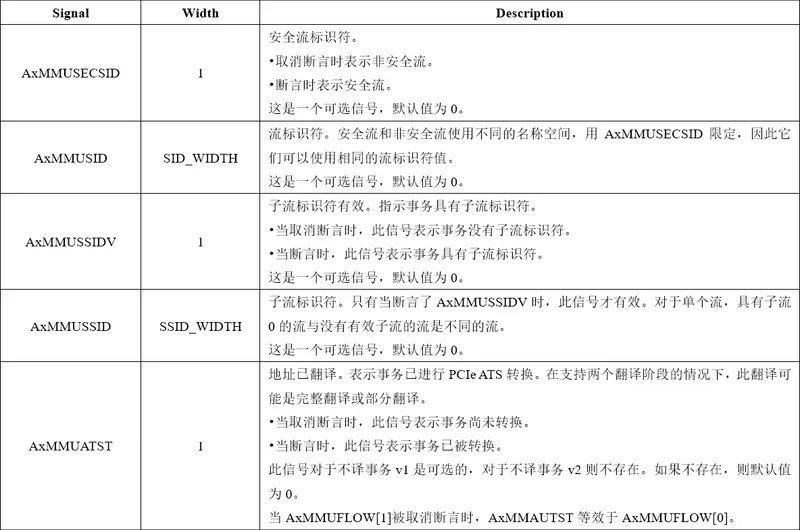 Signal Width Description
安全流标识符。
•取消断言时表示非安全流。
AxMMUSECSID 1 •断言时表示安全流。
这是一个可选信号，默认值为 0。
流标识符。安全流和非安全流使用不同的名称空间，用 AxMMUSECSID 限定，因此它
AxMMUSID SID_WIDTH 们可以使用相同的流标识符值。
这是一个可选信号，默认值为 0。
子流标识符有效。指示事务具有子流标识符。
•当取消断言时，此信号表示事务没有子流标识符。
AxMMUSSIDV 1 •当断言时，此信号表示事务具有子流标识符。
这是一个可选信号，默认值为 0。
子流标识符。只有当断言了 AxMMUSSIDV 时，此信号才有效。对于单个流，具有子流
AxMMUSSID SSID_WIDTH 0 的流与没有有效子流的流是不同的流。
这是一个可选信号，默认值为 0。
地址已翻译。表示事务已进行 PCIe ATS 转换。在支持两个翻译阶段的情况下，此翻译可
能是完整翻译或部分翻译。
•当取消断言时，此信号表示事务尚未转换。
AxMMUATST 1 •当断言时，此信号表示事务已被转换。
此信号对于不译事务 v1 是可选的，对于不译事务 v2 则不存在。如果不存在，则默认值
为 0。
当 AxMMUFLOW[1]被取消断言时，AxMMAUTST 等效于 AxMMUFLOW[0]。